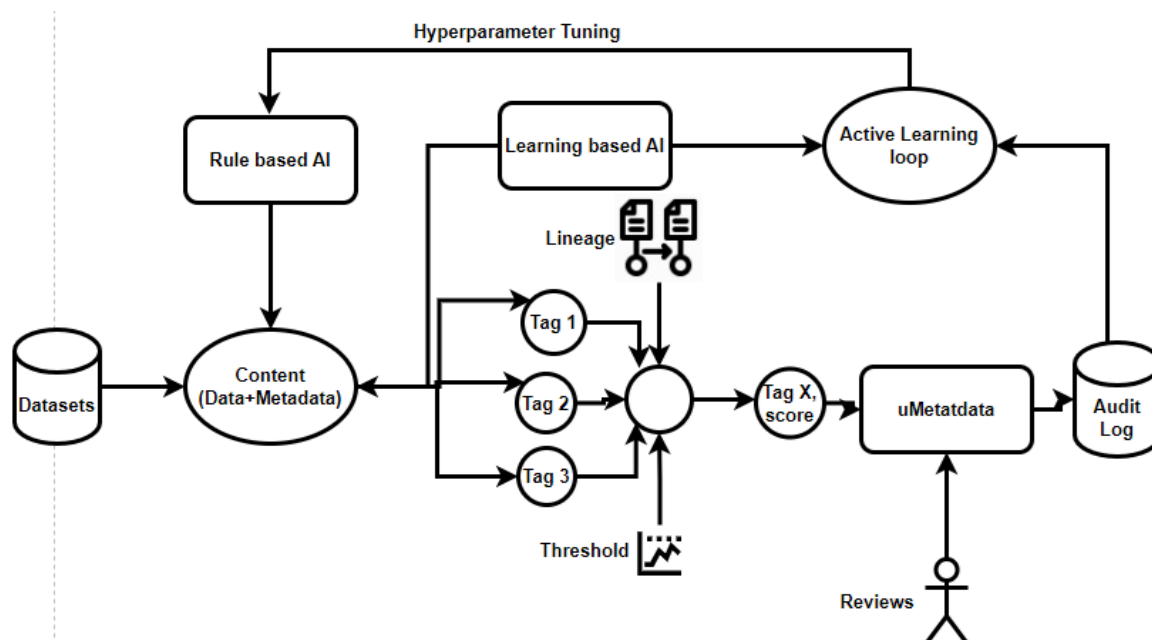 Hyperparameter Tuning
Rule based AI
Learning based AI
Active Learning
loop
Lineage
Tag 1
Datasets
Content
(Data+Metadata)
Tag 2
Tag X,
score
uMetatdata
Audit
Log
Tag 3
Threshold
Reviews